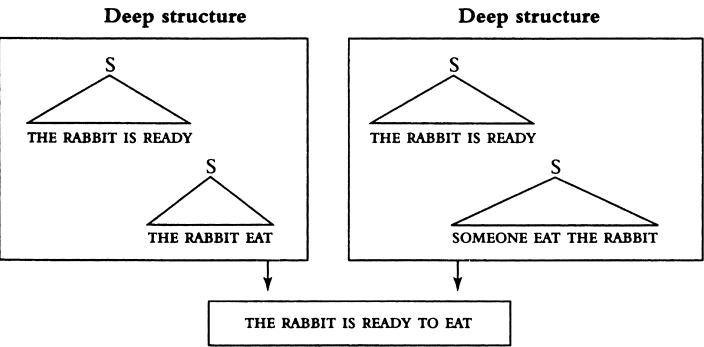 Deep structure
S
THE RABBIT IS READY
S
THE RABBIT EAT
Deep structure
S
THE RABBIT IS READY
S
SOMEONE EAT THE RABBIT
THE RABBIT IS READY TO EAT